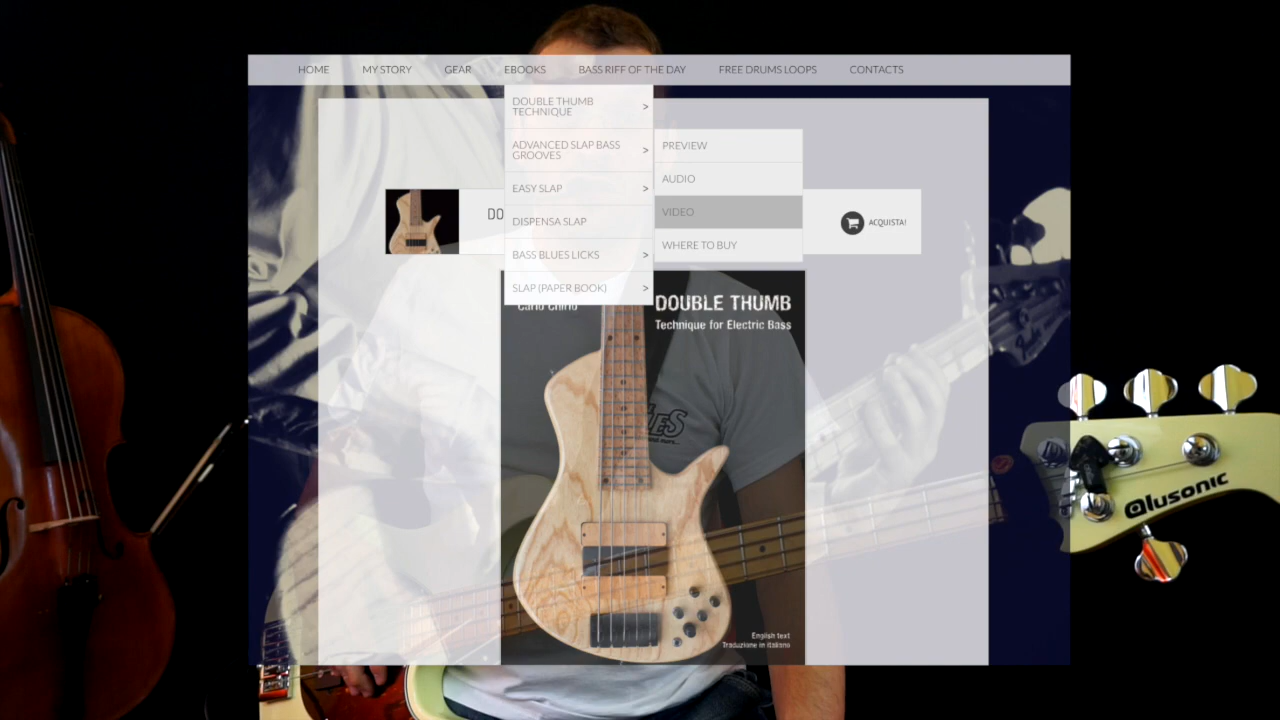 HOME MY STORY GEAR EBOOKS BASS RIFF OF THE DAY FREE DRUMS LOOPS CONTACTS
DOUBLE THUMB >
TECHNIQUE
ADVANCED SLAP BASS >
GROOVES
EASY SLAP >
DISPENSA SLAP
BASS BLUES LICKS >
SLAP (PAPER BOOK) >
PREVIEW
AUDIO
VIDEO
WHERE TO BUY
DO
ACQUISTA!
DOUBLE THUMB
Technique for Electric Bass
English text
Traduzione in italiano
@lusonic